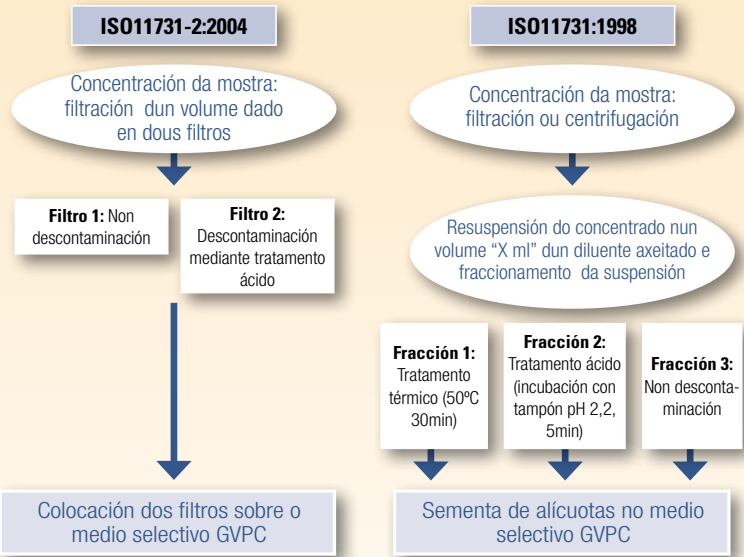 ISO11731-2:2004
Concentración da mostra:
filtración dun volume dado
en dous filtros
Filtro 1: Non
descontaminación
Filtro 2:
Descontaminación
mediante tratamento
ácido
Colocación dos filtros sobre o
medio selectivo GVPC
ISO11731:1998
Concentración da mostra:
filtración ou centrifugación
Resuspensión do concentrado nun
volume “X ml” dun diluente axeitado e
fraccionamento da suspensión
Fracción 1:
Tratamento
térmico (50ºC
30min)
Fracción 2:
Tratamento ácido
(incubación con
tampón pH 2,2,
5min)
Fracción 3:
Non desconta-
minación
Sementa de alícuotas no medio
selectivo GVPC